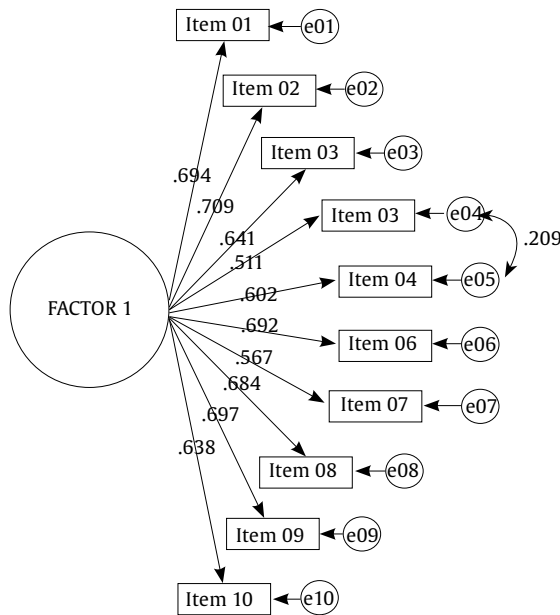 Item 01 e01
Item 02 e02
Item 03 e03
.694
.709
Item 03 e04
.641
.209
.511
Item 04 e05
.602
FACTOR 1
.692
Item 06 e06
.567
.684
Item 07 e07
.697
.638
Item 08 e08
Item 09 e09
Item 10 e10